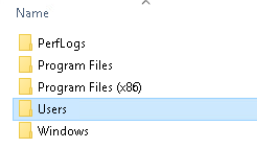 Name
PerfLogs
Program Files
Program Files (x86)
Users
Windows